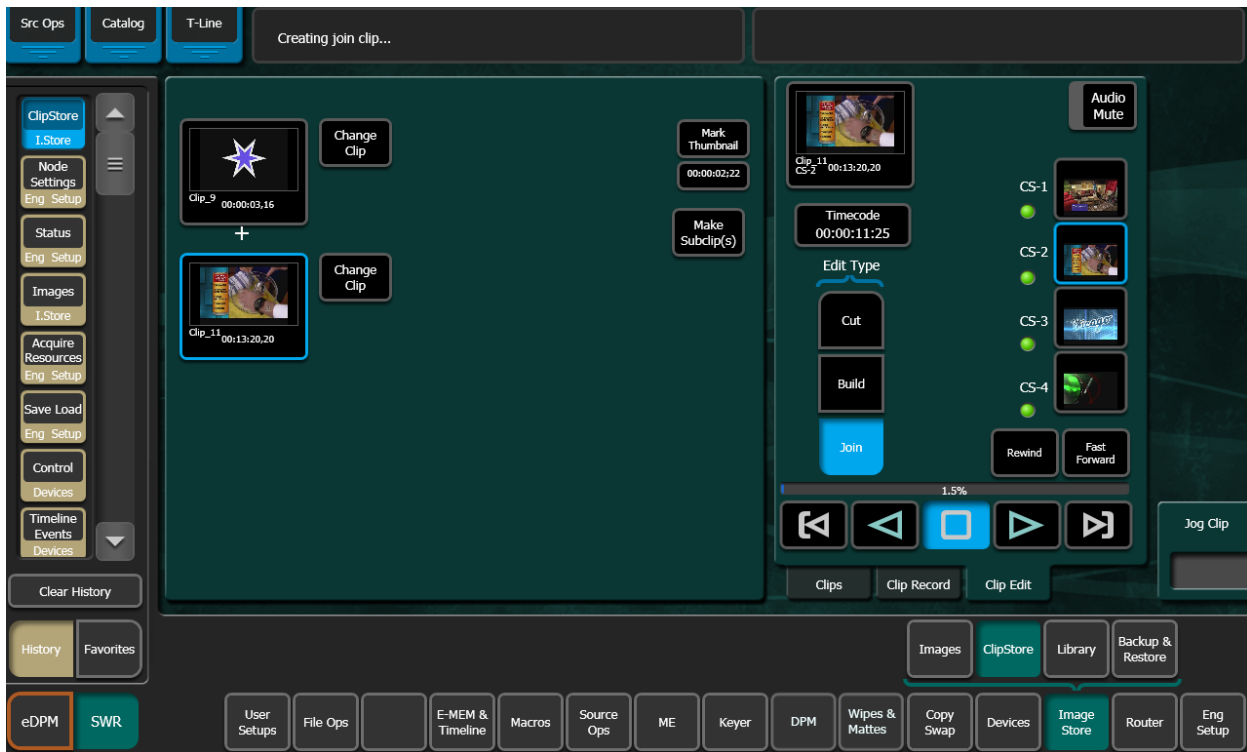 Src Ops
Catalog
T-Line
Creating join clip...
ClipStore
I.Store
Node
Settings
Eng Setup
Status
Eng Setup
Images
I.Store
Acquire
Resources
Eng Setup
Save Load
Eng Setup
Control
Devices
Timeline
Events
Devices
Clear History
History
Favorites
Change
Clip
Clip_9
00:00:03,16
+
Change
Clip
Clip_11
00:13:20,20
Mark
Thumbnail
00:00:02;22
Make
Subclip(s)
Clip_11
CS-2
00:13:20,20
Audio
Mute
Timecode
00:00:11:25
Edit Type
Cut
Build
Join
CS-1
CS-2
CS-3
CS-4
Rewind
Fast
Forward
1.5%
Jog Clip
Clips
Clip Record
Clip Edit
Images
ClipStore
Library
Backup &
Restore
eDPM
SWR
User
Setups
File Ops
E-MEM &
Timeline
Macros
Source
Ops
ME
Keyer
DPM
Wipes &
Mattes
Copy
Swap
Devices
Image
Store
Router
Eng
Setup